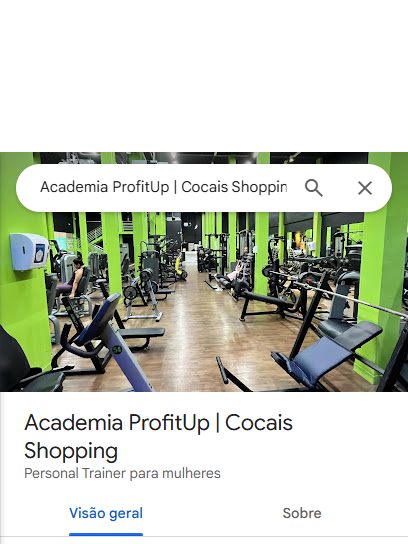 Academia ProfitUp | Cocais Shoppin
Academia ProfitUp | Cocais
Shopping
Personal Trainer para mulheres
Visão geral
Sobre